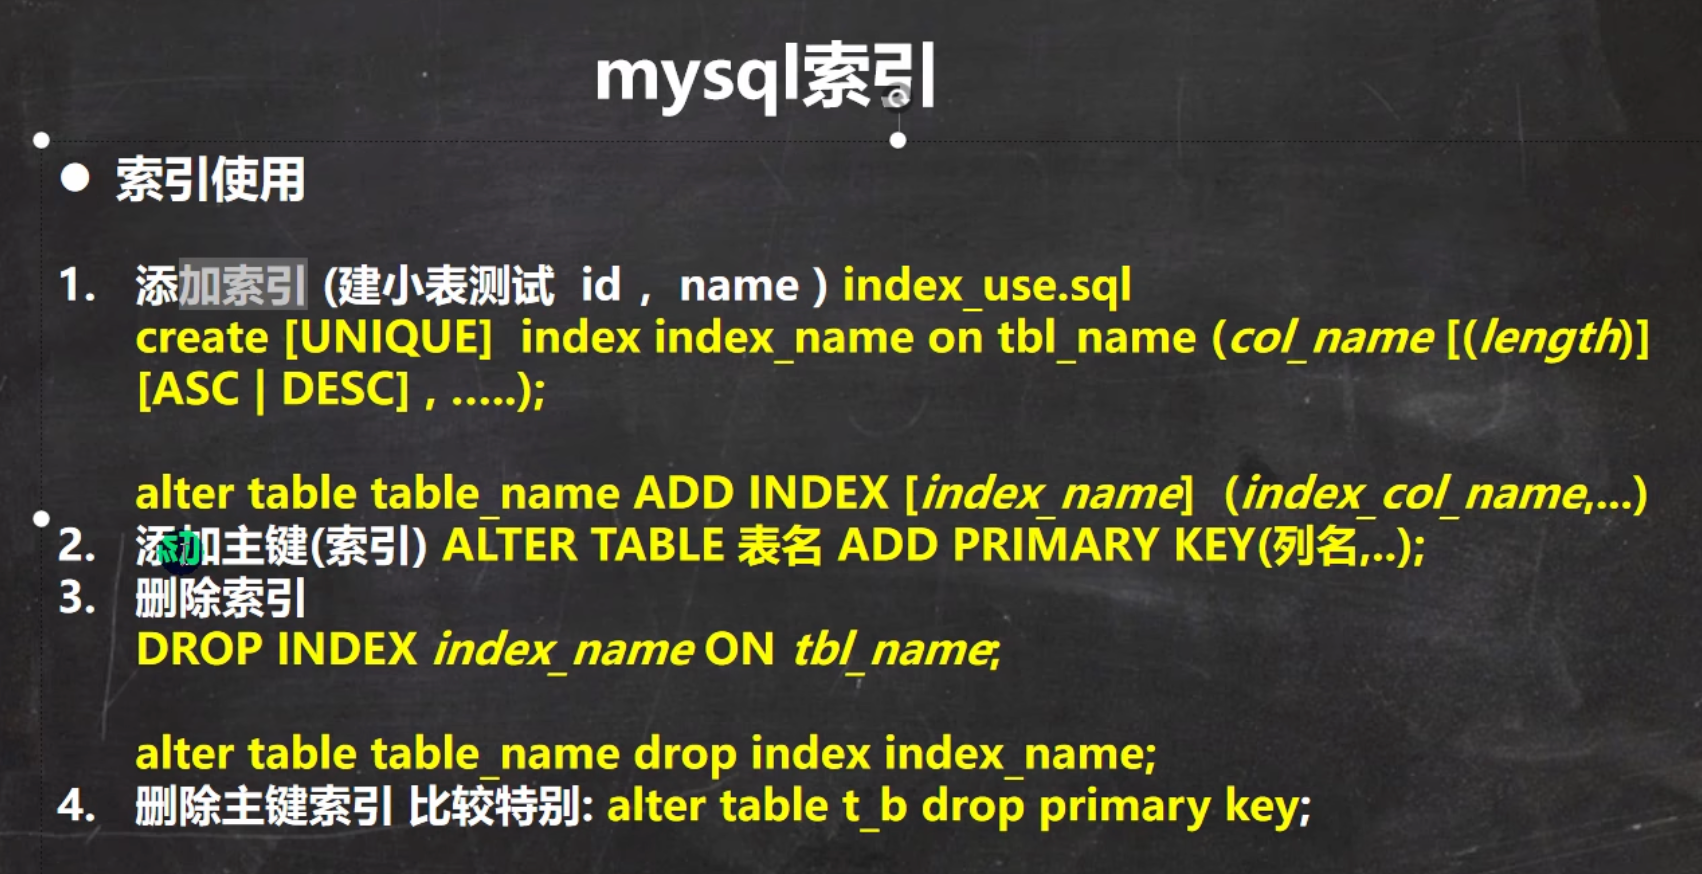 mysql索引
● 索引使用
1. 添加索引 (建小表测试 id , name ) index_use.sql
create [UNIQUE] index index_name on tbl_name (col_name [(length)]
[ASC | DESC] , .....);
alter table table_name ADD INDEX [index_name] (index_col_name,...)
2. 添加主键(索引) ALTER TABLE 表名 ADD PRIMARY KEY(列名,..);
3. 删除索引
DROP INDEX index_name ON tbl_name;
alter table table_name drop index index_name;
4. 删除主键索引 比较特别: alter table t_b drop primary key;